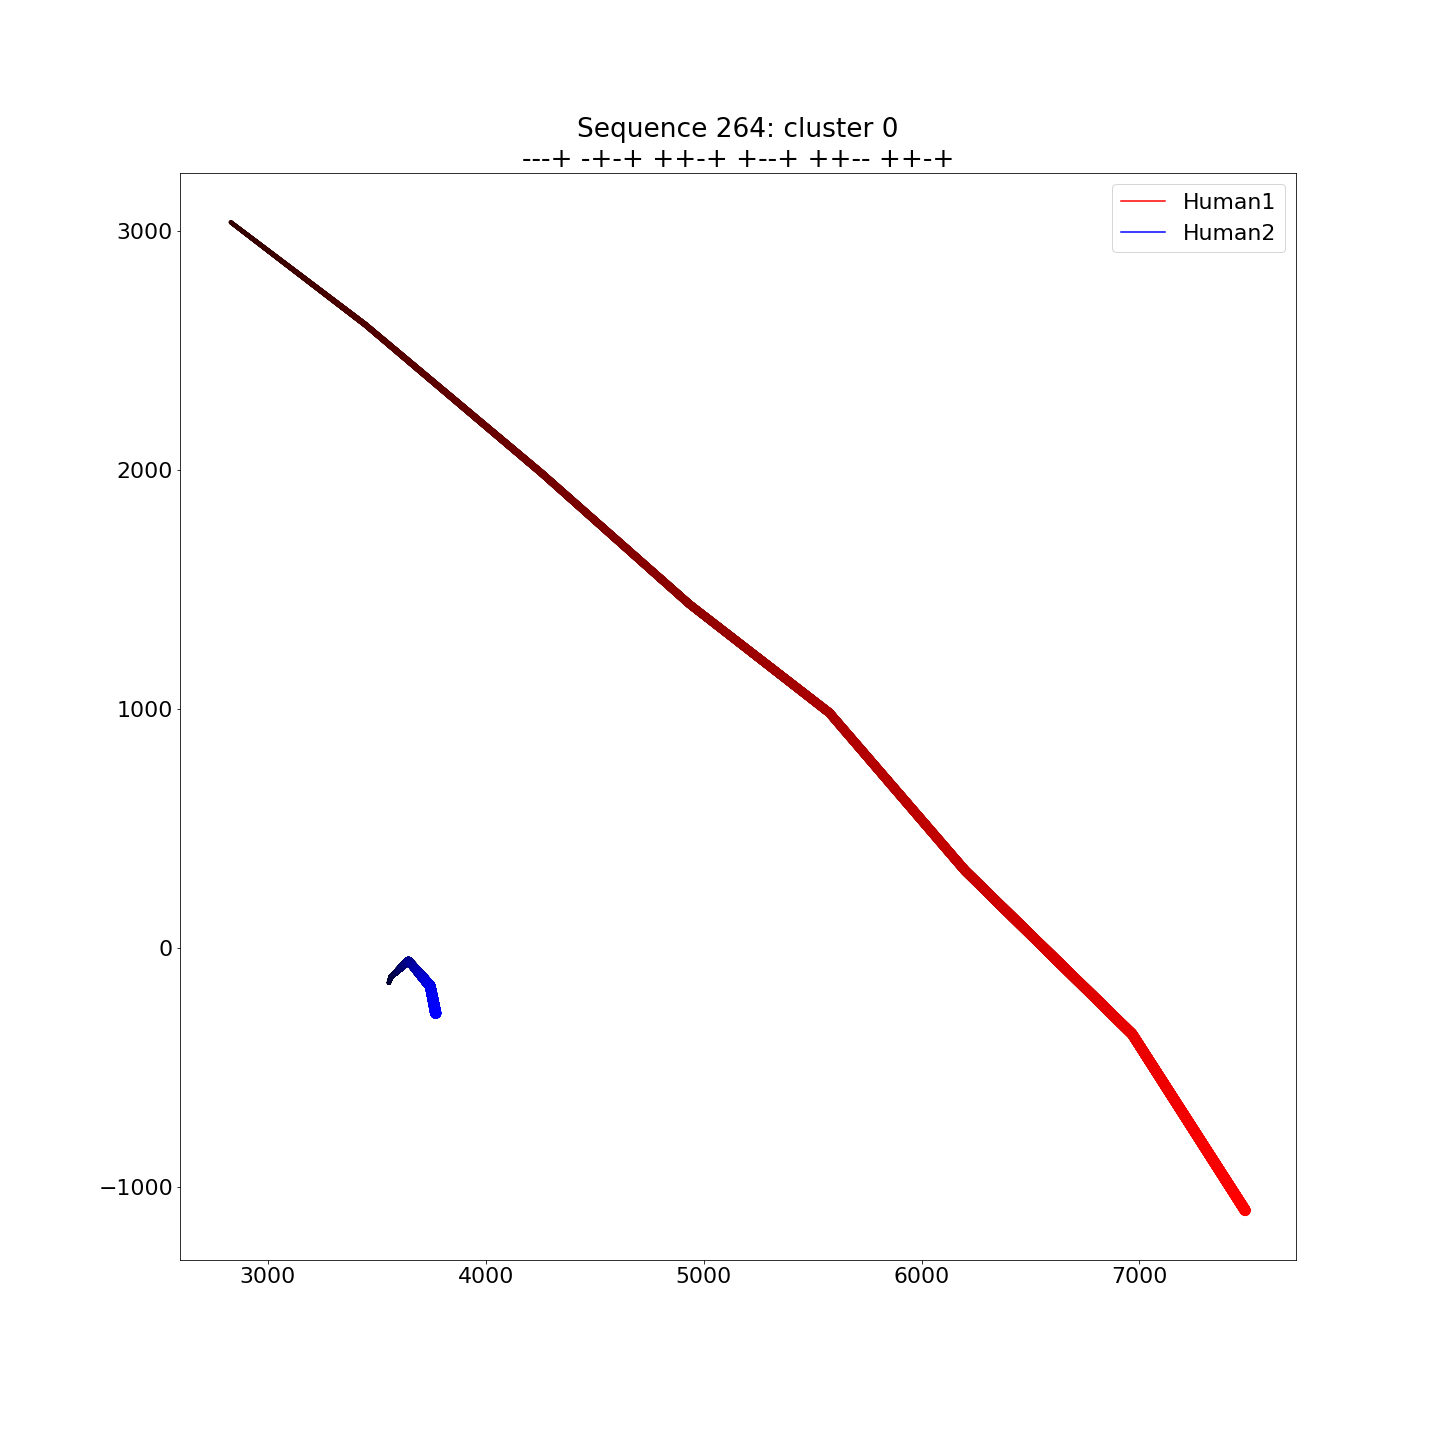 Sequence 264: cluster 0
---+ -+-+ ++-+ +--+ ++-- ++-+
Human1
Human2
3000
2000
1000
0
−1000
3000 4000 5000 6000 7000